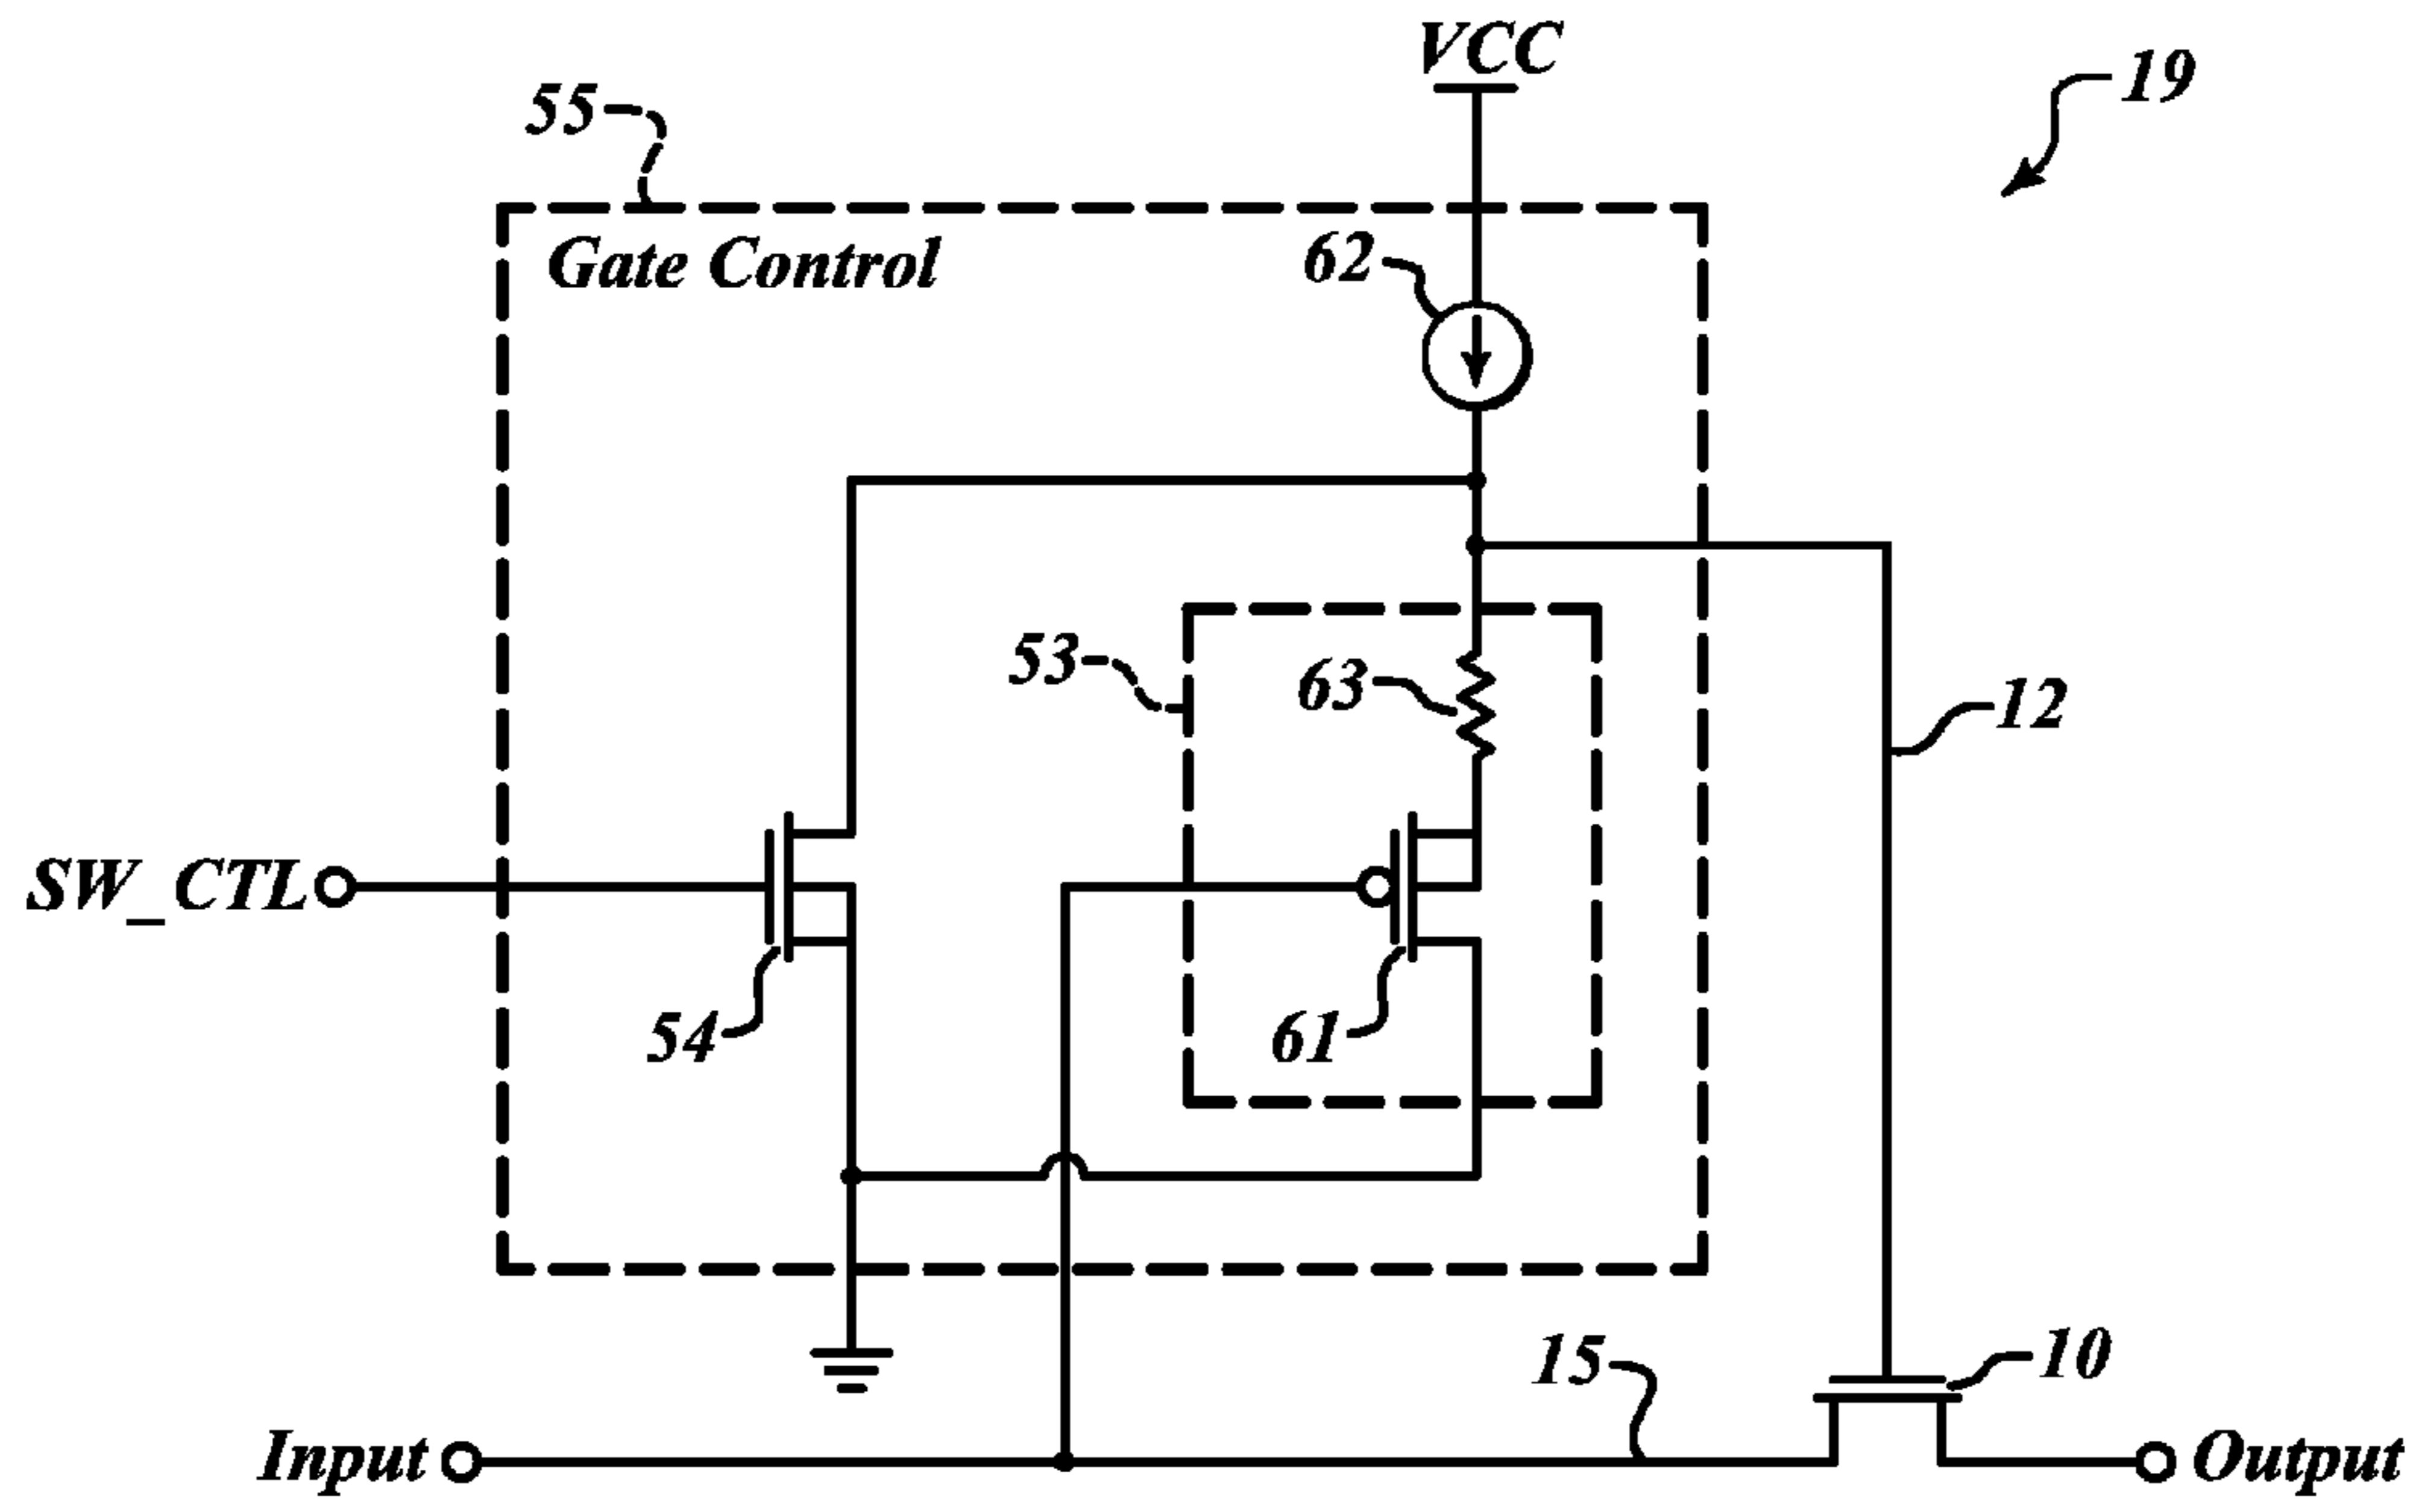 VCC
19
55
Gate Control
62
53
63
12
SW_CTL
54
61
15
10
Input
Output